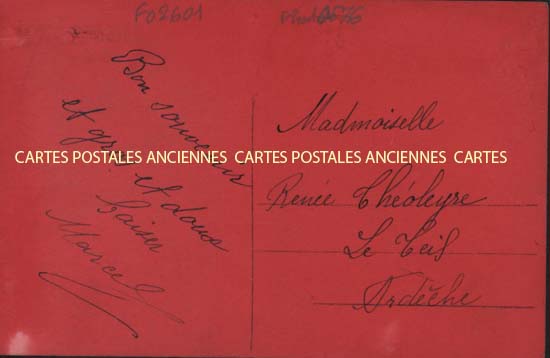 F02601
Bon souvenir
et gros et doux
baiser
Marcel
Madmoiselle
Renée Théoleyre
Le Teil
Ardèche
CARTES POSTALES ANCIENNES CARTES POSTALES ANCIENNES CARTES